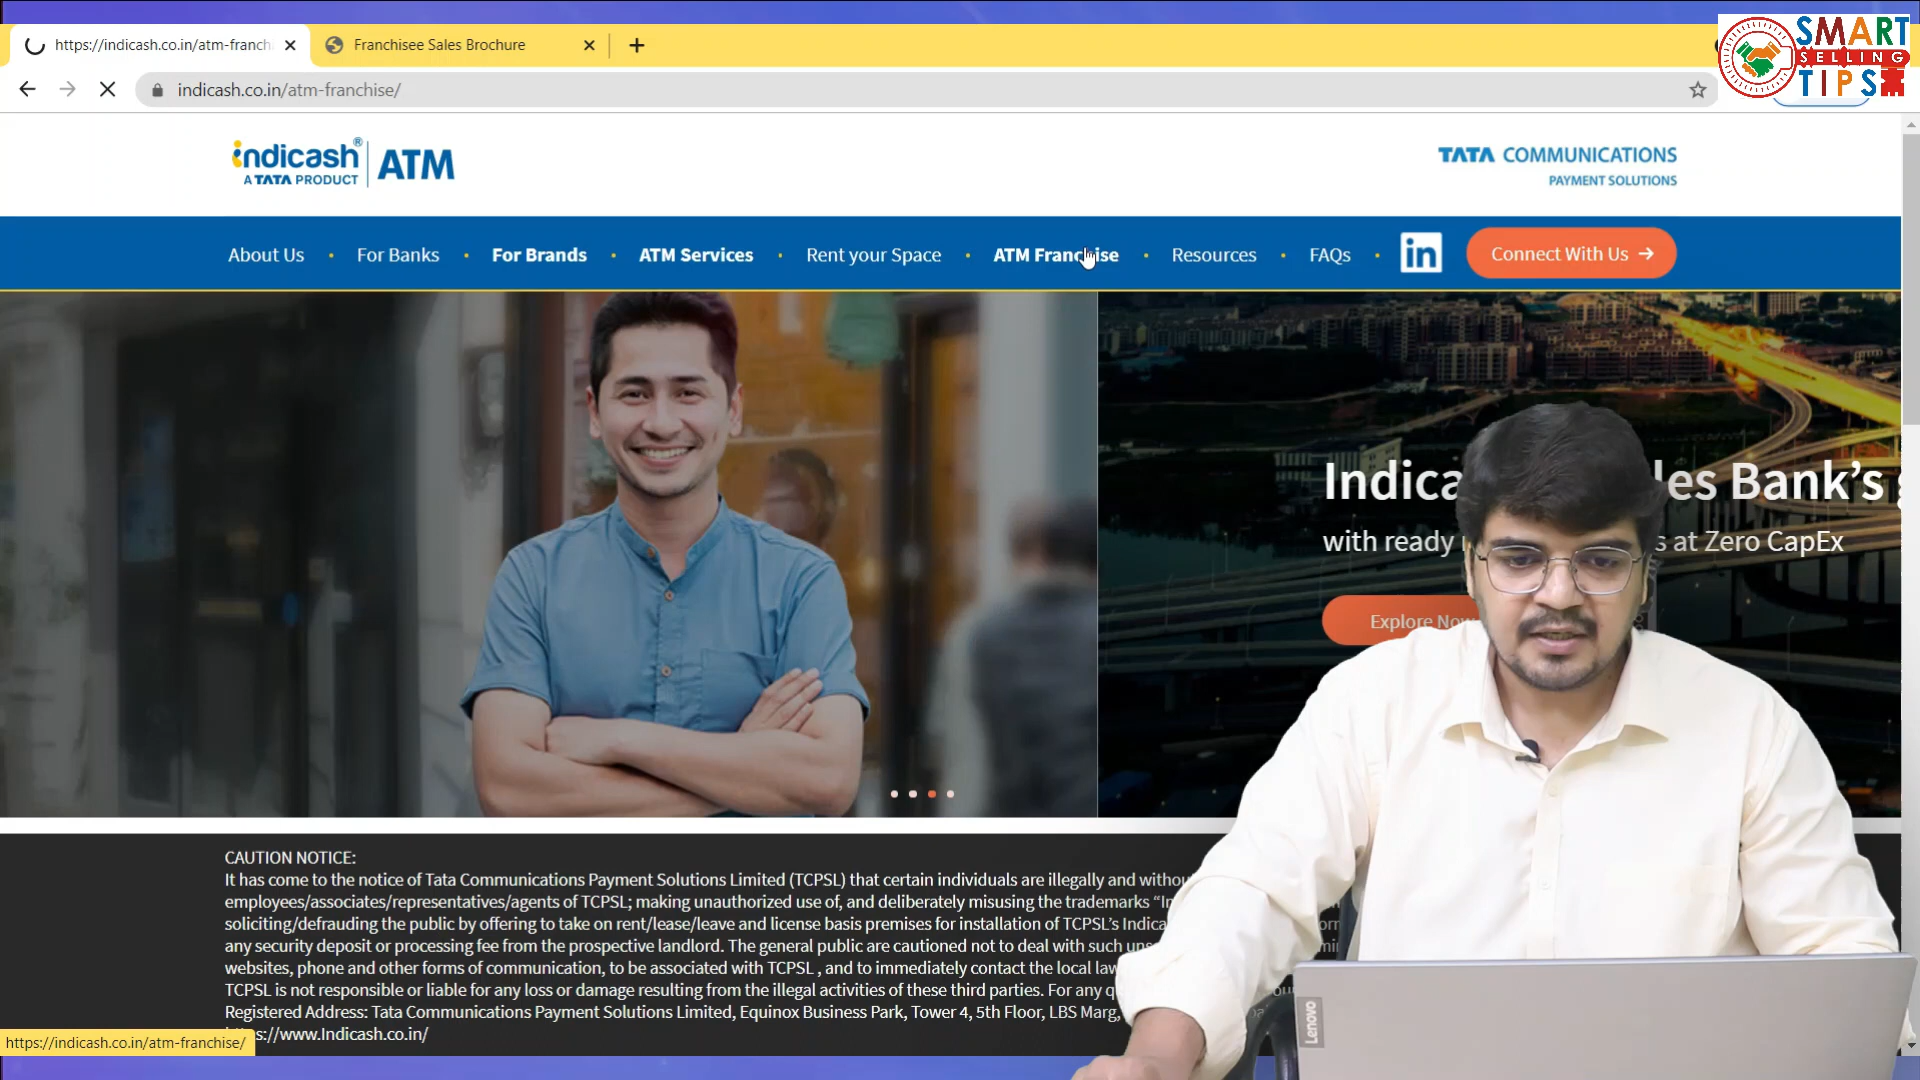 https://indicash.co.in/atm-franch
Franchisee Sales Brochure
indicash.co.in/atm-franchise/
SMART
SELLING
TIPS
indicash®
A TATA PRODUCT
ATM
TATA COMMUNICATIONS
PAYMENT SOLUTIONS
About Us • For Banks • For Brands • ATM Services • Rent your Space • ATM Franchise • Resources • FAQs • in Connect With Us →
Indica les Bank's
with ready s at Zero CapEx
Explore Now
CAUTION NOTICE:
It has come to the notice of Tata Communications Payment Solutions Limited (TCPSL) that certain individuals are illegally and withou
employees/associates/representatives/agents of TCPSL; making unauthorized use of, and deliberately misusing the trademarks "In
soliciting/defrauding the public by offering to take on rent/lease/leave and license basis premises for installation of TCPSL's Indica
any security deposit or processing fee from the prospective landlord. The general public are cautioned not to deal with such
websites, phone and other forms of communication, to be associated with TCPSL , and to immediately contact the local law
TCPSL is not responsible or liable for any loss or damage resulting from the illegal activities of these third parties. For any
Registered Address: Tata Communications Payment Solutions Limited, Equinox Business Park, Tower 4, 5th Floor, LBS Marg,
s://www.Indicash.co.in/
https://indicash.co.in/atm-franchise/
Lenovo